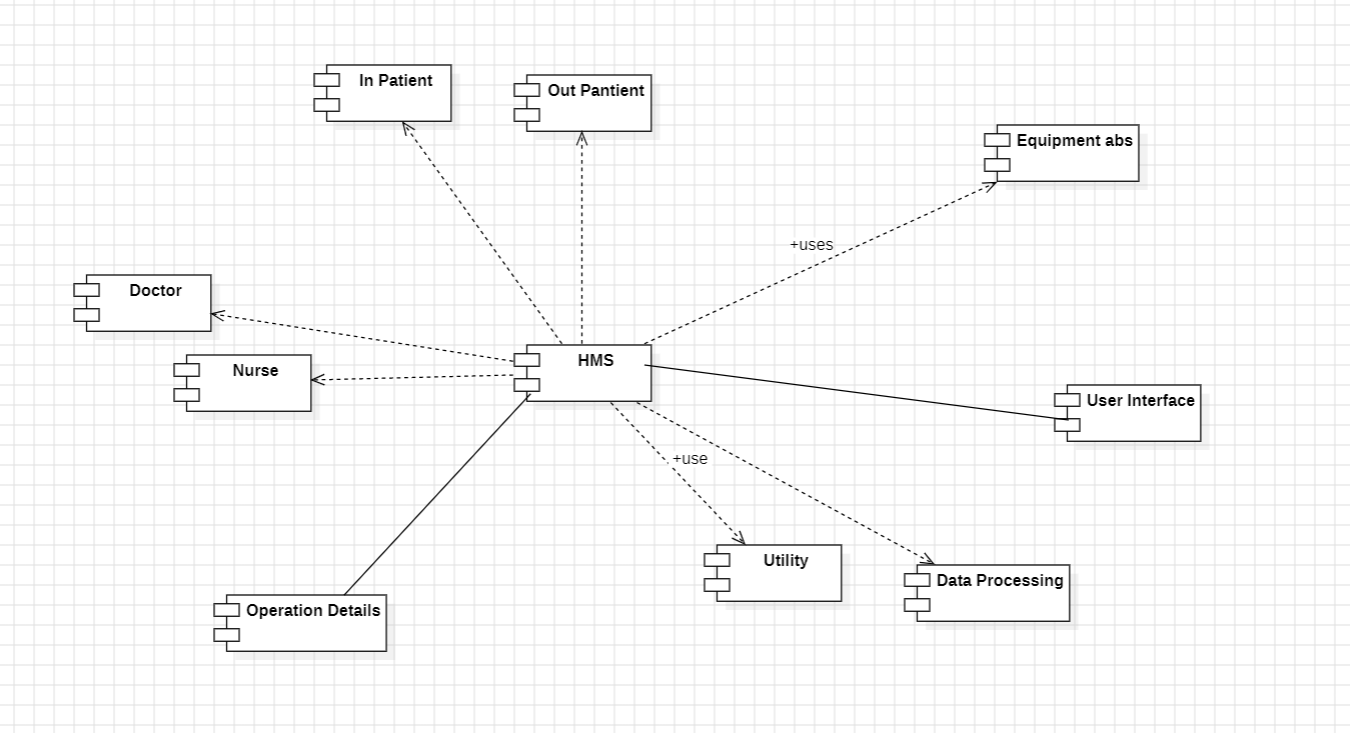 In Patient
Out Pantient
Equipment abs
+uses
Doctor
HMS
Nurse
User Interface
+use
Utility
Data Processing
Operation Details